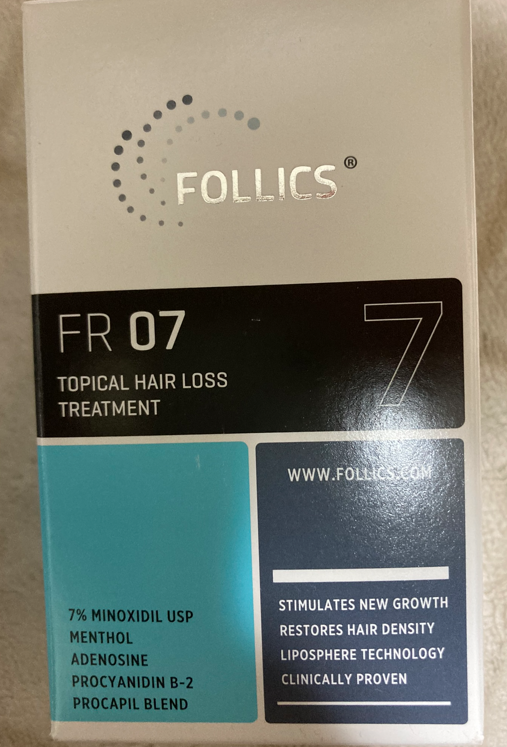 FOLLICS®
FR 07
7
TOPICAL HAIR LOSS
TREATMENT
WWW.FOLLICS.COM
7% MINOXIDIL USP
MENTHOL
ADENOSINE
PROCYANIDIN B-2
PROCAPIL BLEND
STIMULATES NEW GROWTH
RESTORES HAIR DENSITY
LIPOSPHERE TECHNOLOGY
CLINICALLY PROVEN